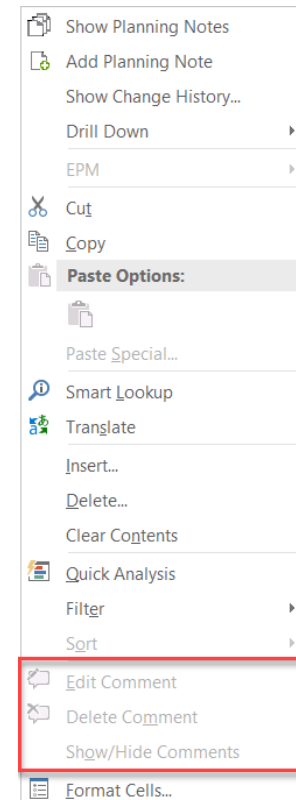 Show Planning Notes
Add Planning Note
Show Change History...
Drill Down
EPM
Cut
Copy
Paste Options:
Paste Special...
Smart Lookup
Translate
Insert...
Delete...
Clear Contents
Quick Analysis
Filter
Sort
Edit Comment
Delete Comment
Show/Hide Comments
Format Cells...